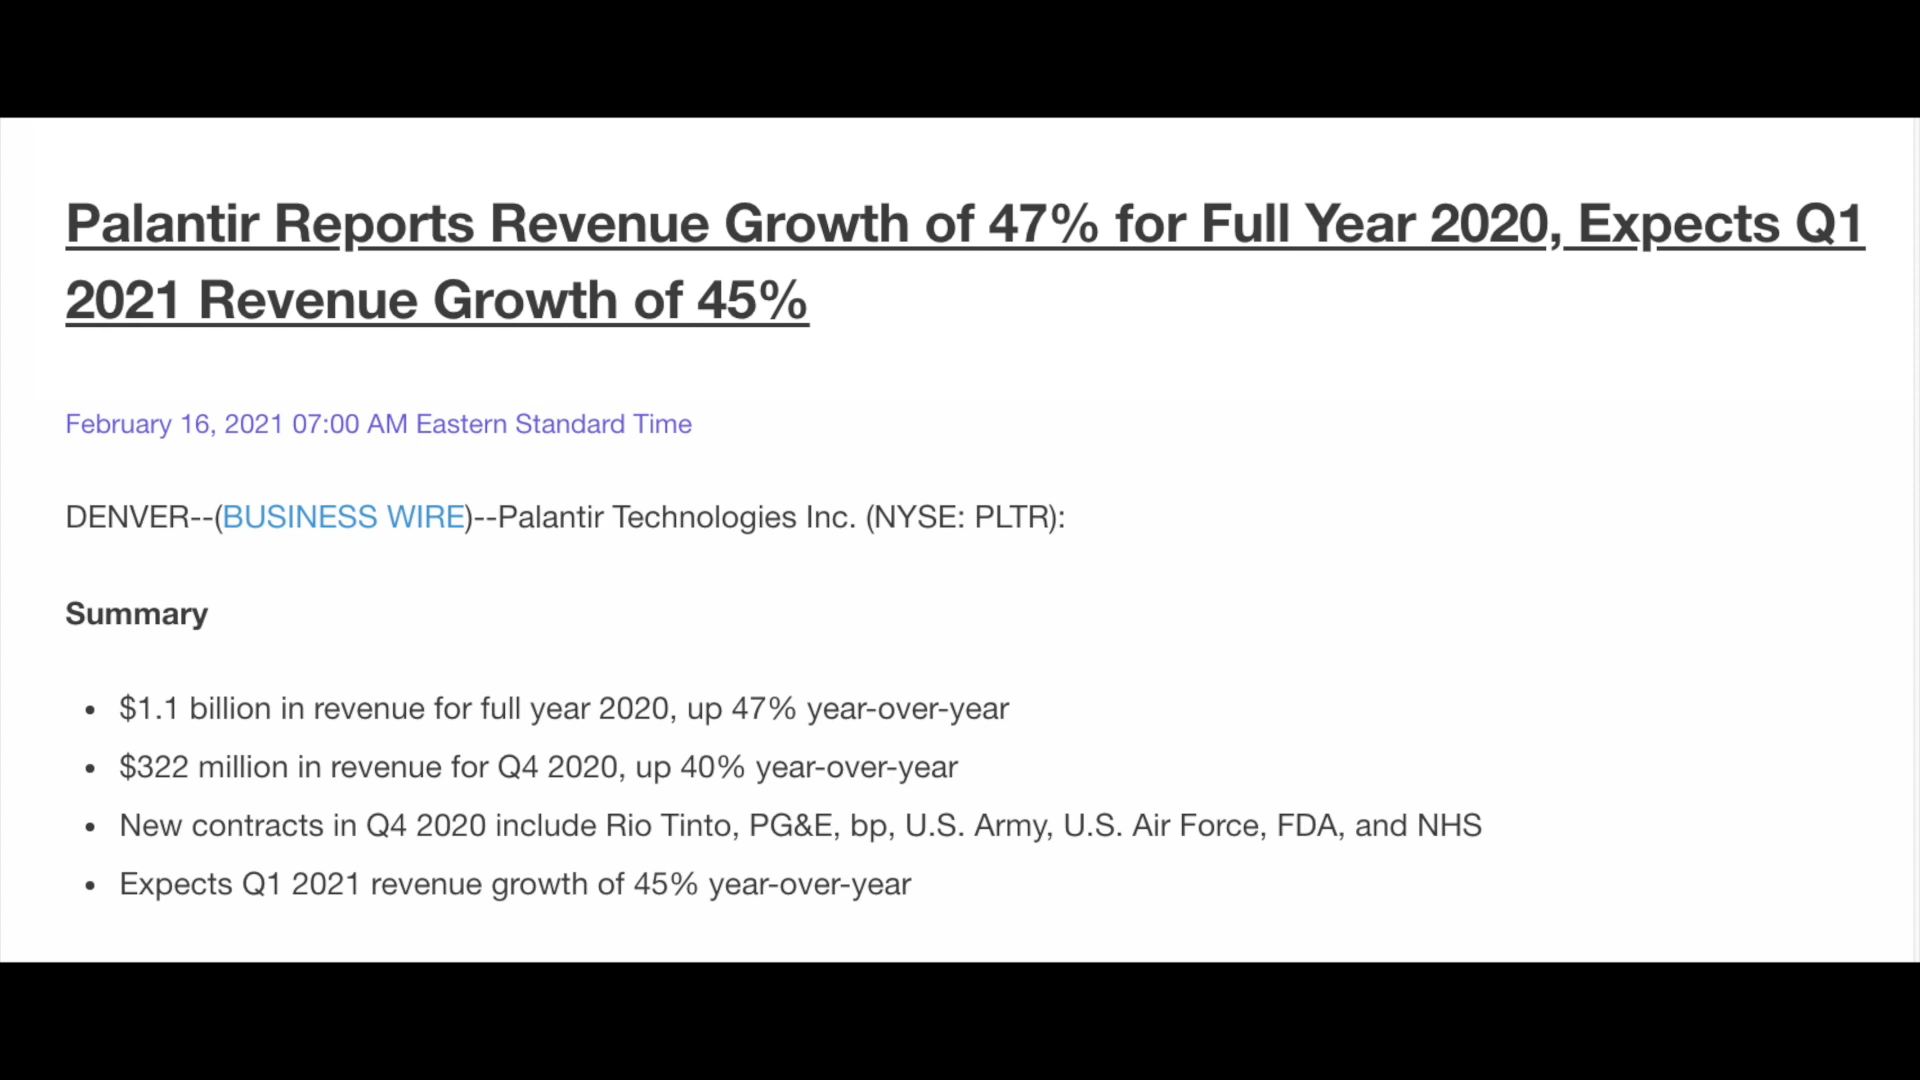 Palantir Reports Revenue Growth of 47% for Full Year 2020, Expects Q1
2021 Revenue Growth of 45%
February 16, 2021 07:00 AM Eastern Standard Time
DENVER--(BUSINESS WIRE)--Palantir Technologies Inc. (NYSE: PLTR):
Summary
• $1.1 billion in revenue for full year 2020, up 47% year-over-year
• $322 million in revenue for Q4 2020, up 40% year-over-year
• New contracts in Q4 2020 include Rio Tinto, PG&E, bp, U.S. Army, U.S. Air Force, FDA, and NHS
• Expects Q1 2021 revenue growth of 45% year-over-year